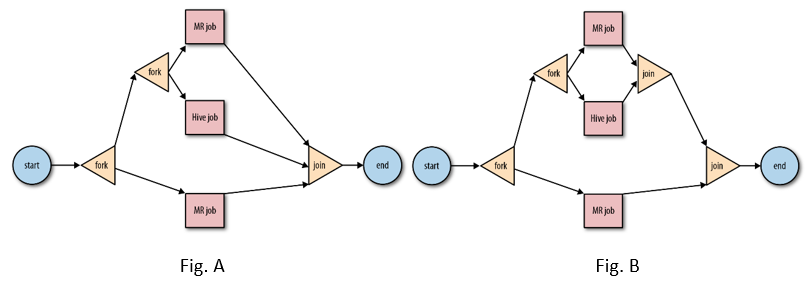 MR job
fork
Hive job
start
fork
join
end
MR job
Fig. A
MR job
fork
join
Hive job
start
fork
join
end
MR job
Fig. B